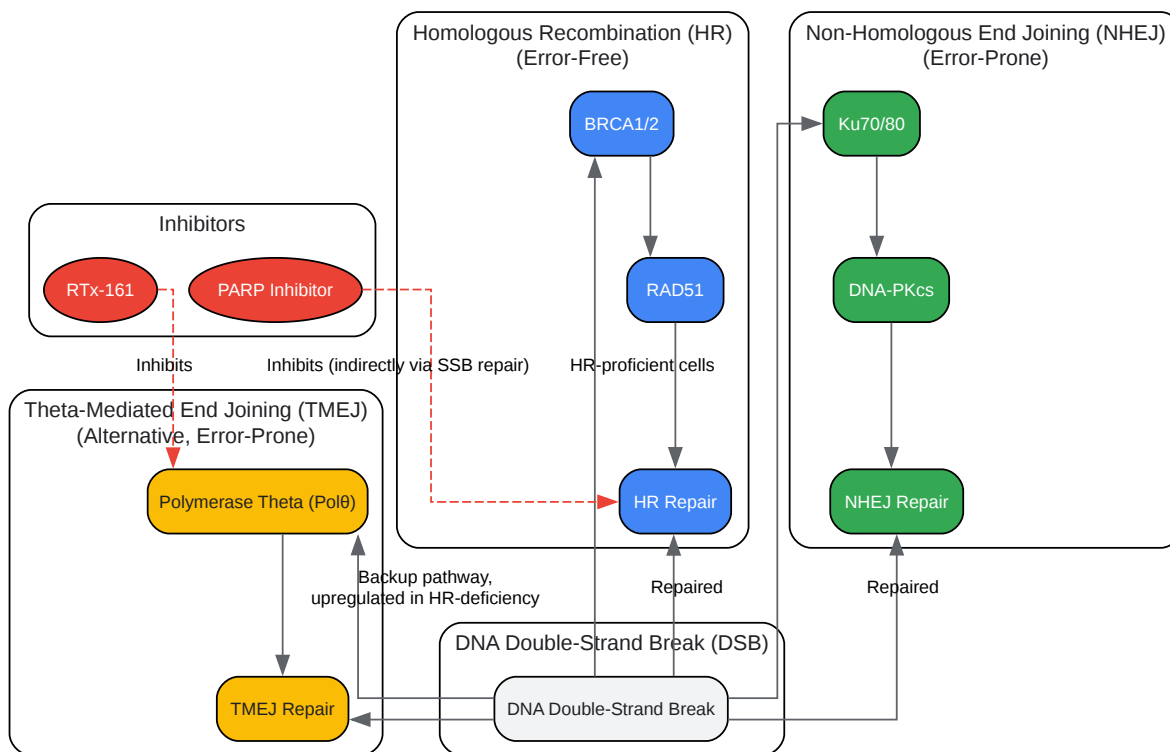 Homologous Recombination (HR)
(Error-Free)
Non-Homologous End Joining (NHEJ)
(Error-Prone)
BRCA1/2
Ku70/80
Inhibitors
RTx-161
PARP Inhibitor
RAD51
DNA-PKcs
Inhibits
Inhibits (indirectly via SSB repair)
HR-proficient cells
Theta-Mediated End Joining (TMEJ)
(Alternative, Error-Prone)
Polymerase Theta (Polθ)
HR Repair
NHEJ Repair
Backup pathway,
upregulated in HR-deficiency
Repaired
Repaired
DNA Double-Strand Break (DSB)
TMEJ Repair
DNA Double-Strand Break